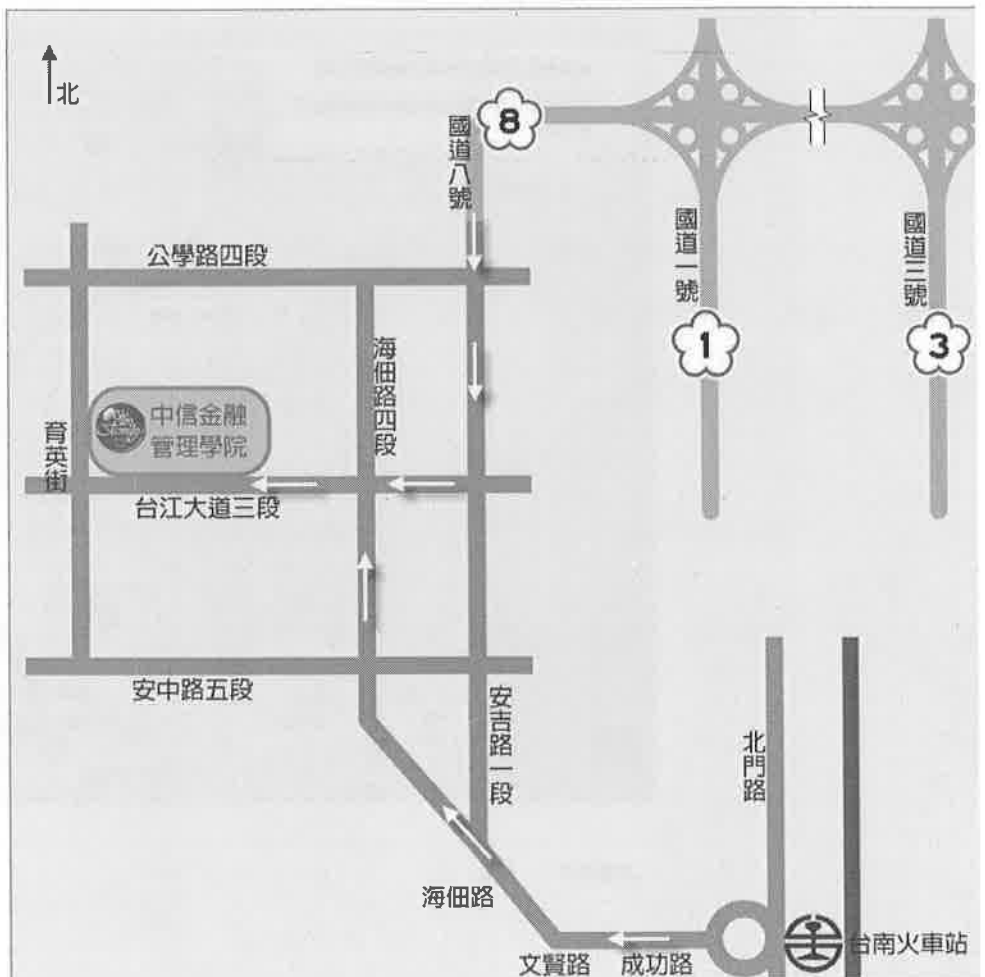 北
國道八號
8
公學路四段
國道一號
國道三號
1
3
海佃路四段
育英街
中信金融
管理學院
台江大道三段
安中路五段
安吉路一段
北門路
海佃路
台南火車站
文賢路
成功路